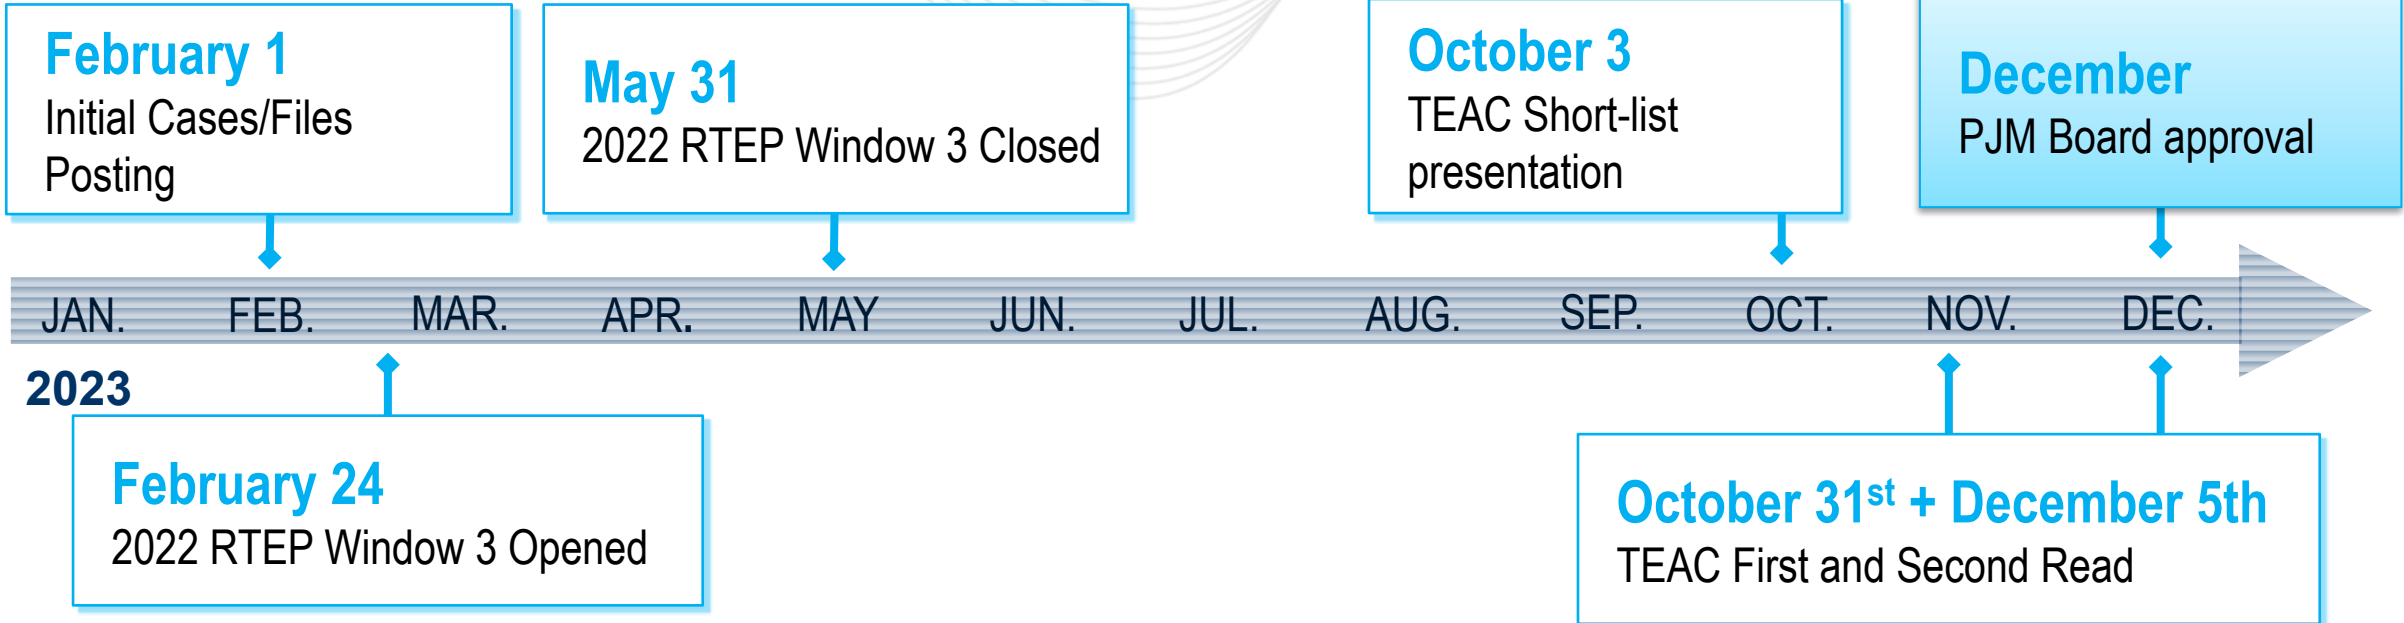 February 1
Initial Cases/Files
Posting
May 31
2022 RTEP Window 3 Closed
October 3
TEAC Short-list
presentation
December
PJM Board approval
JAN. FEB. MAR. APR. MAY JUN. JUL. AUG. SEP. OCT. NOV. DEC.
2023
February 24
2022 RTEP Window 3 Opened
October 31st + December 5th
TEAC First and Second Read